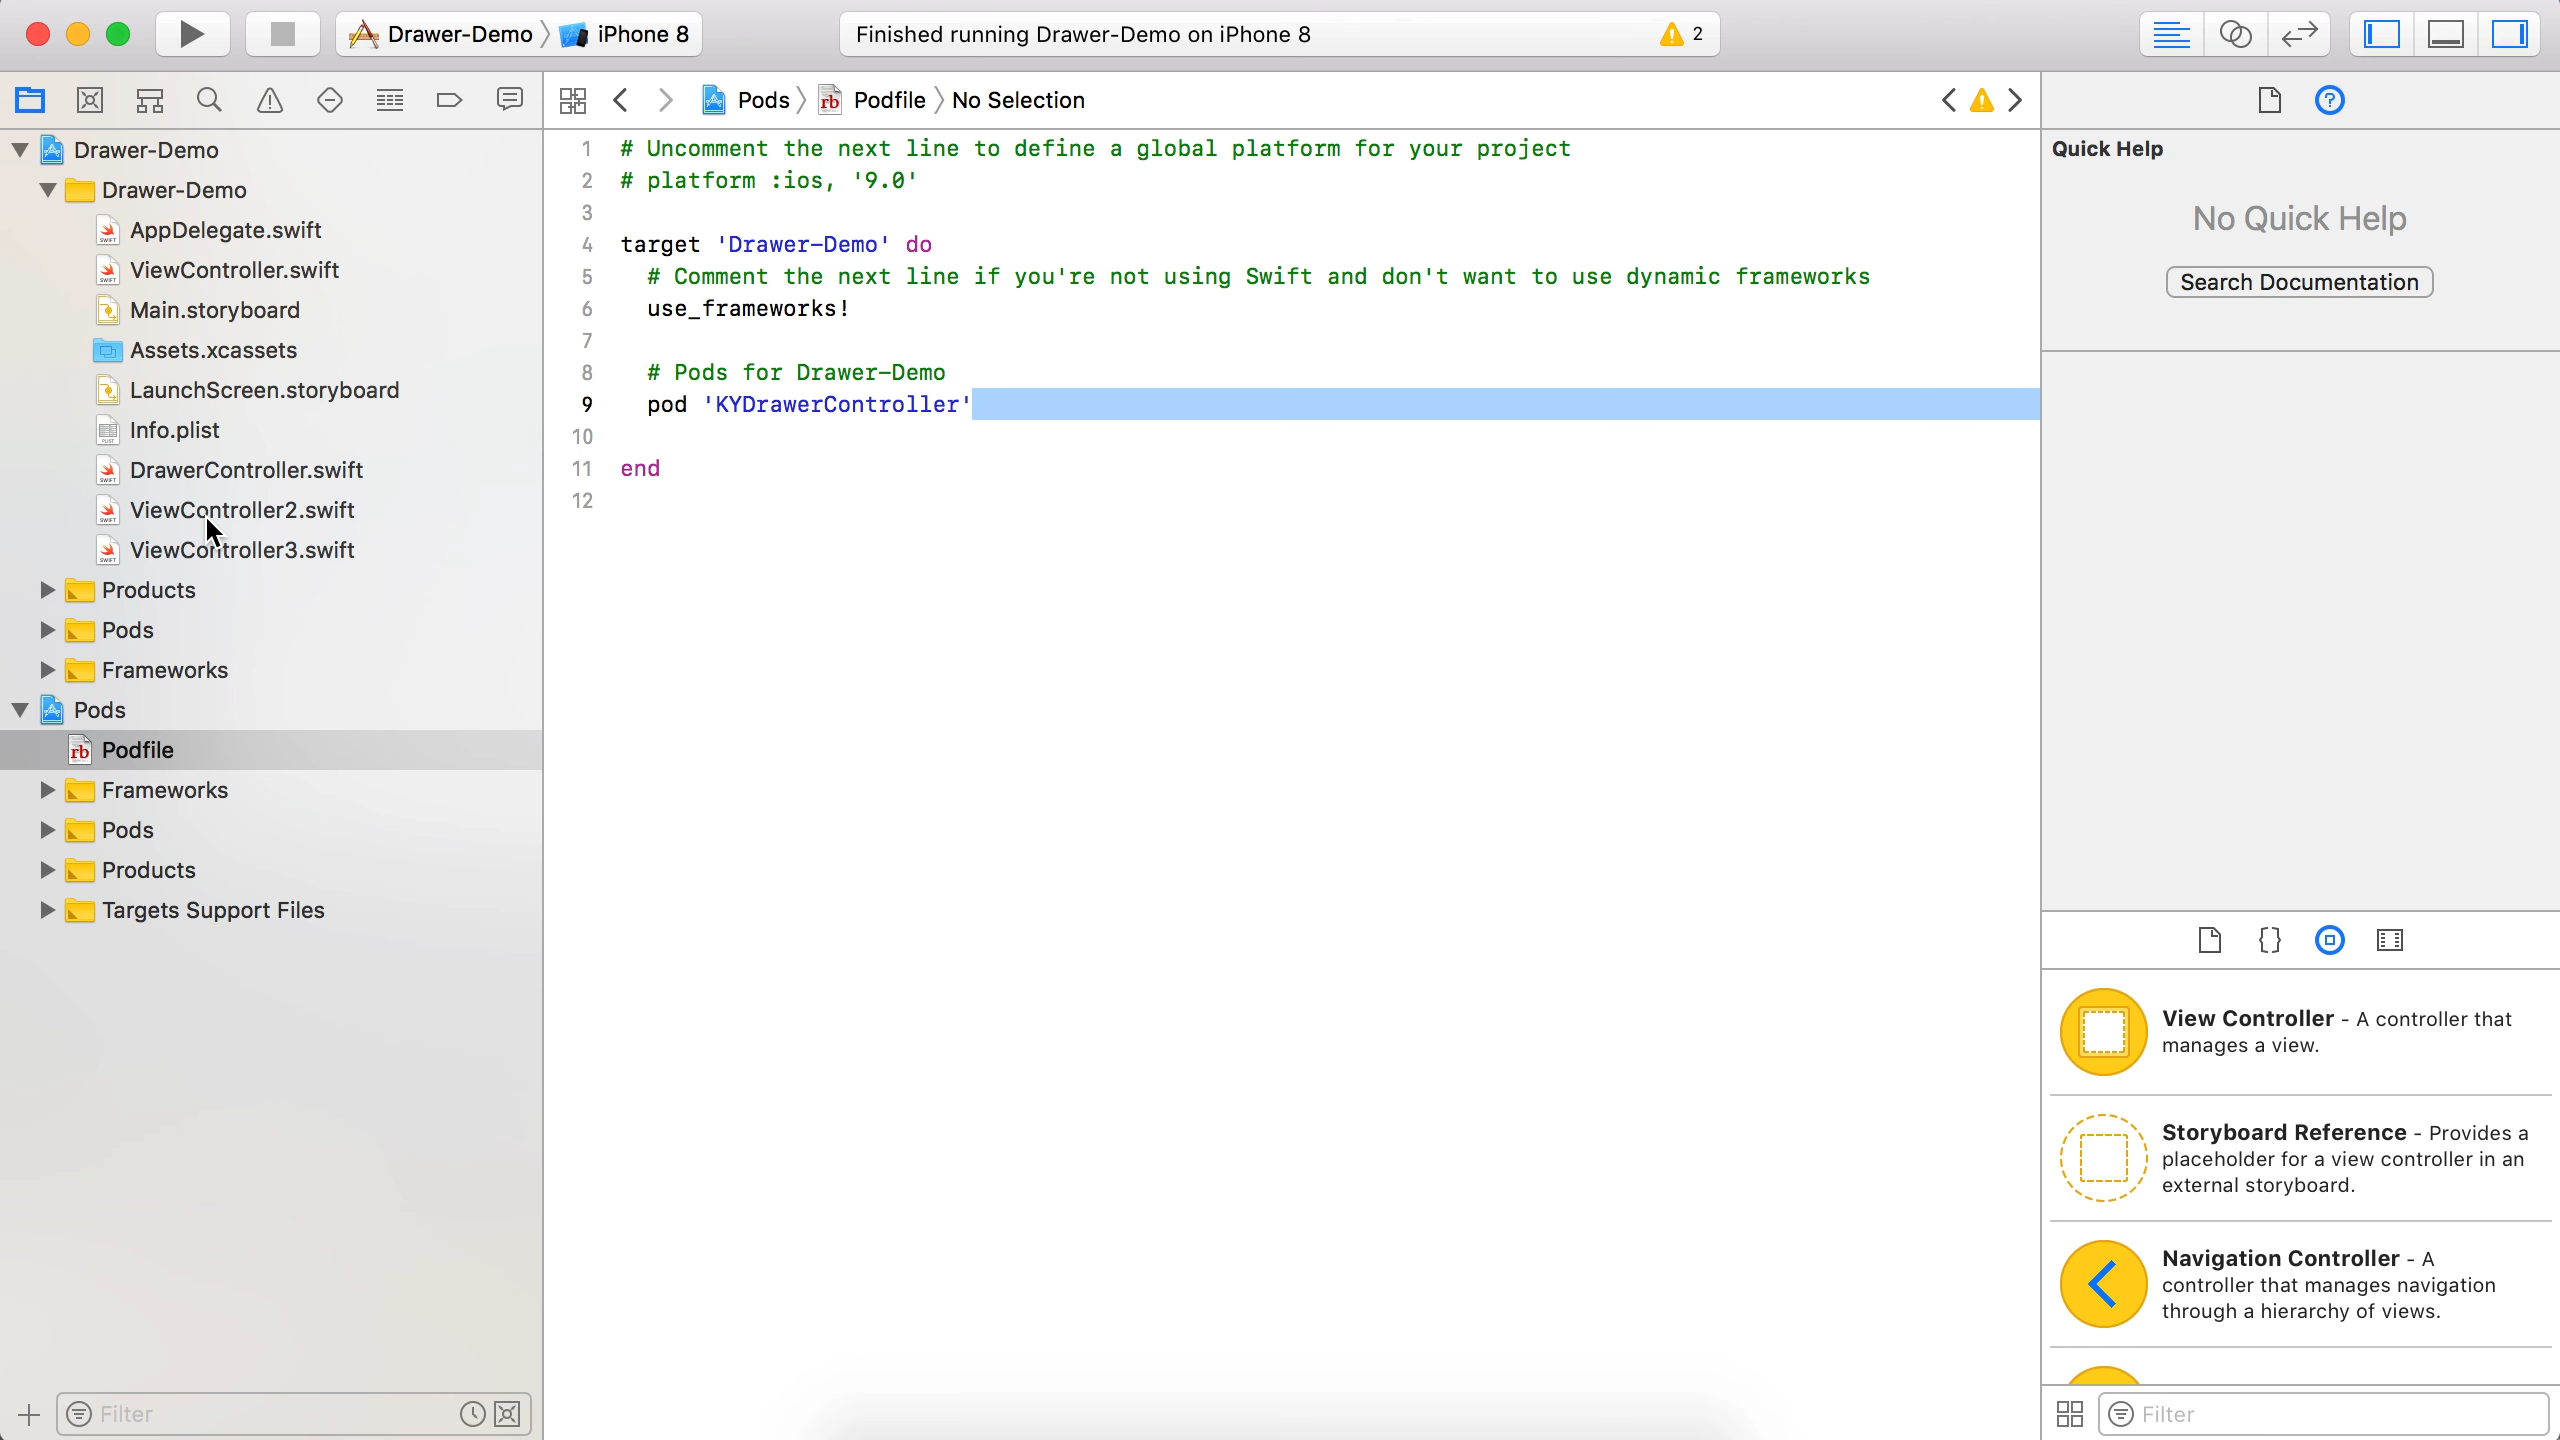 Drawer-Demo 〉 iPhone 8
Finished running Drawer-Demo on iPhone 8
2
Pods 〉 rb Podfile 〉 No Selection
Drawer-Demo
Drawer-Demo
AppDelegate.swift
ViewController.swift
Main.storyboard
Assets.xcassets
LaunchScreen.storyboard
Info.plist
DrawerController.swift
ViewController2.swift
ViewController3.swift
Products
Pods
Frameworks
Pods
rb Podfile
Frameworks
Pods
Products
Targets Support Files
Filter
1 # Uncomment the next line to define a global platform for your project
2 # platform :ios, '9.0'
3
4 target 'Drawer-Demo' do
5 # Comment the next line if you're not using Swift and don't want to use dynamic frameworks
6 use_frameworks!
7
8 # Pods for Drawer-Demo
9 pod 'KYDrawerController'
10
11 end
12
Quick Help
No Quick Help
Search Documentation
{}
View Controller - A controller that
manages a view.
Storyboard Reference - Provides a
placeholder for a view controller in an
external storyboard.
Navigation Controller - A
controller that manages navigation
through a hierarchy of views.
Filter